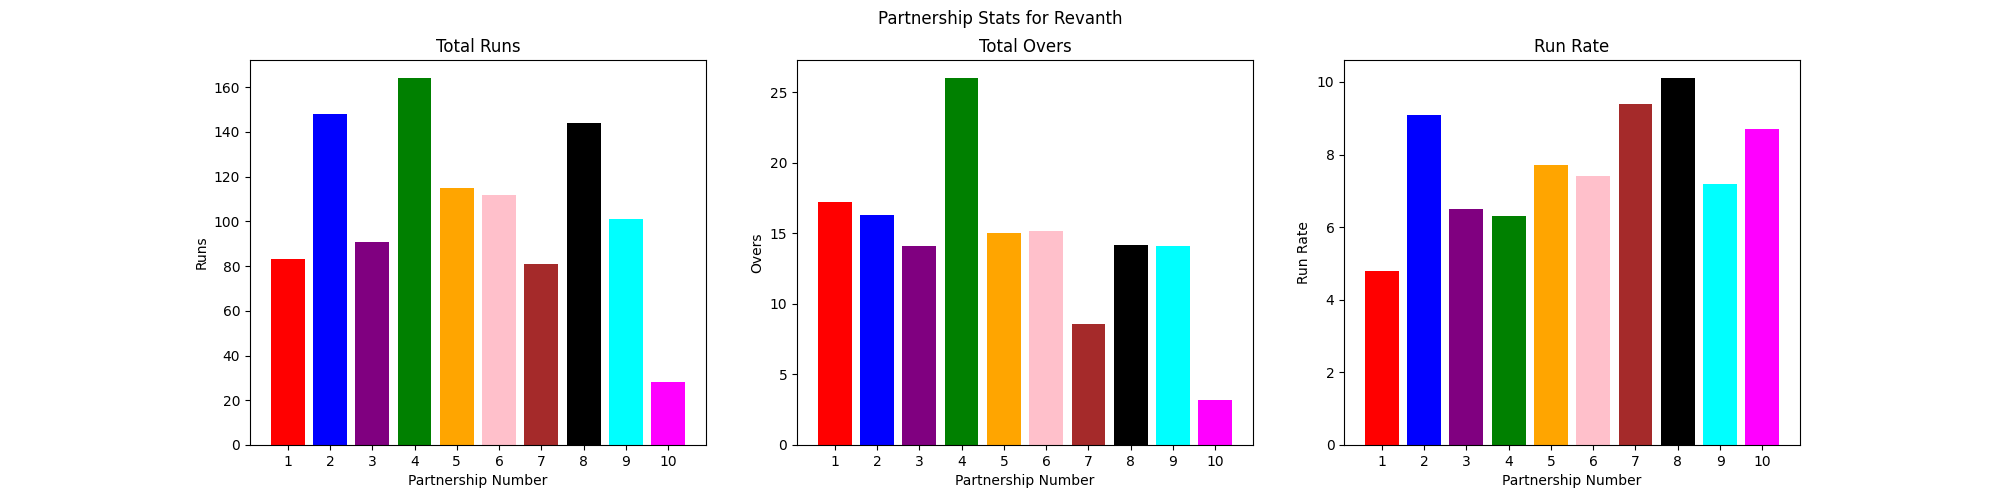 Partnership Stats for Revanth
Total Runs
160
140
120
100
80
60
40
20
0
Runs
1 2 3 4 5 6 7 8 9 10
Partnership Number
Total Overs
25
20
15
10
5
0
Overs
1 2 3 4 5 6 7 8 9 10
Partnership Number
Run Rate
10
8
6
4
2
0
Run Rate
1 2 3 4 5 6 7 8 9 10
Partnership Number